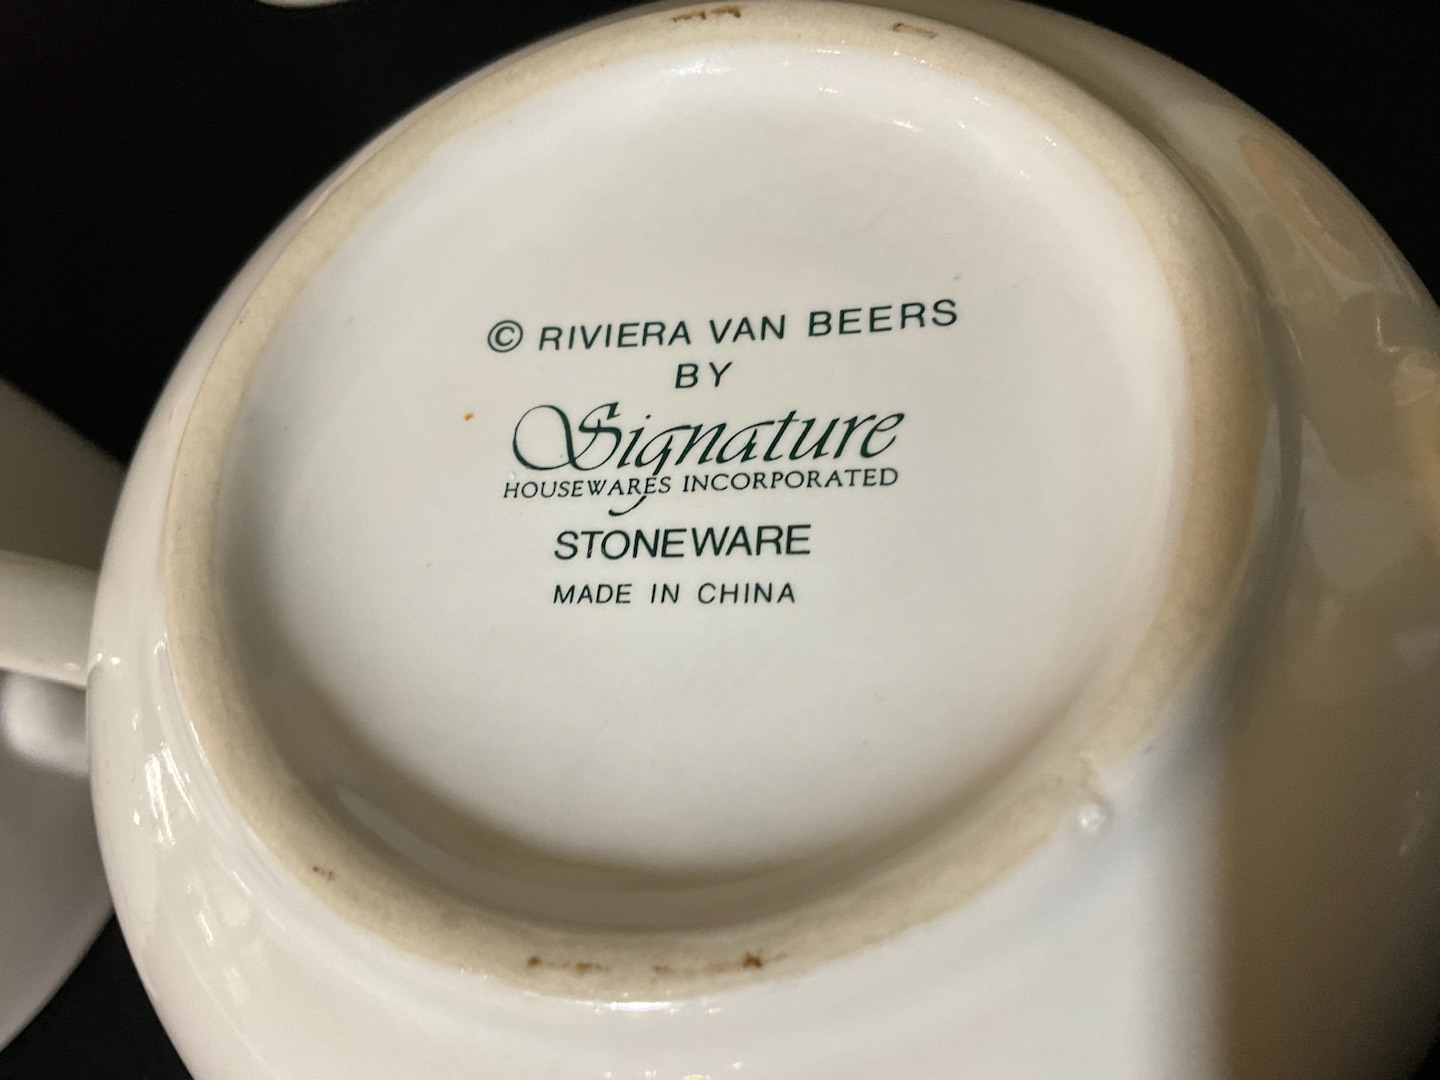 © RIVIERA VAN BEERS
BY
Signature
HOUSEWARES INCORPORATED
STONEWARE
MADE IN CHINA